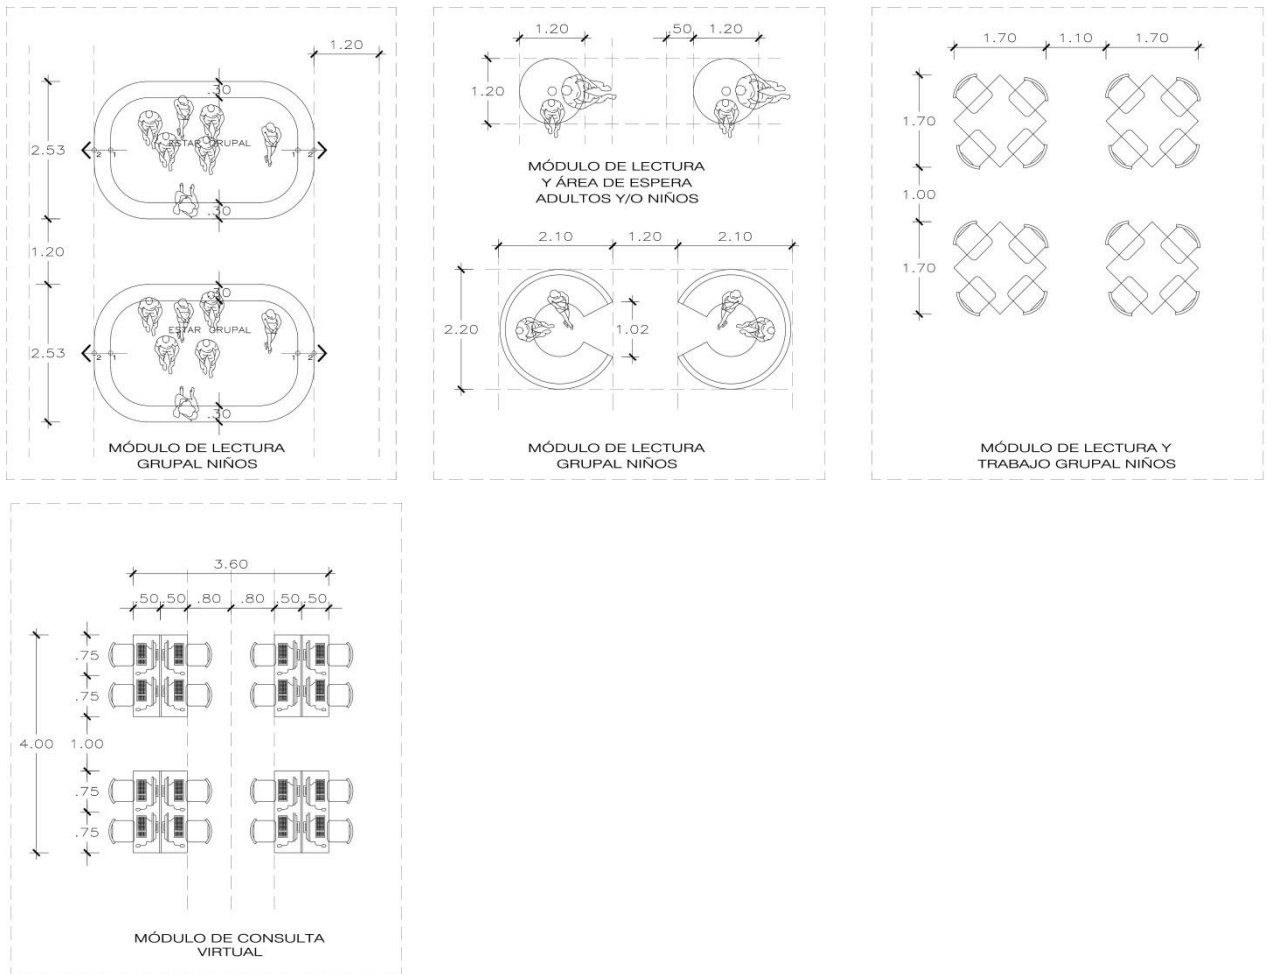 1.20
.30
2.53
ESTAR GRUPAL
2 1 1 2
.30
1.20
.30
ESTAR GRUPAL
2.53
2 1 1 2
.30
MÓDULO DE LECTURA
GRUPAL NIÑOS
1.20 .50 1.20
1.20
MÓDULO DE LECTURA
Y ÁREA DE ESPERA
ADULTOS Y/O NIÑOS
2.10 1.20 2.10
2.20 1.02
MÓDULO DE LECTURA
GRUPAL NIÑOS
1.70 1.10 1.70
1.70
1.00
1.70
MÓDULO DE LECTURA Y
TRABAJO GRUPAL NIÑOS
3.60
.50 .50 .80 .80 .50 .50
.75
.75
4.00 1.00
.75
.75
MÓDULO DE CONSULTA
VIRTUAL